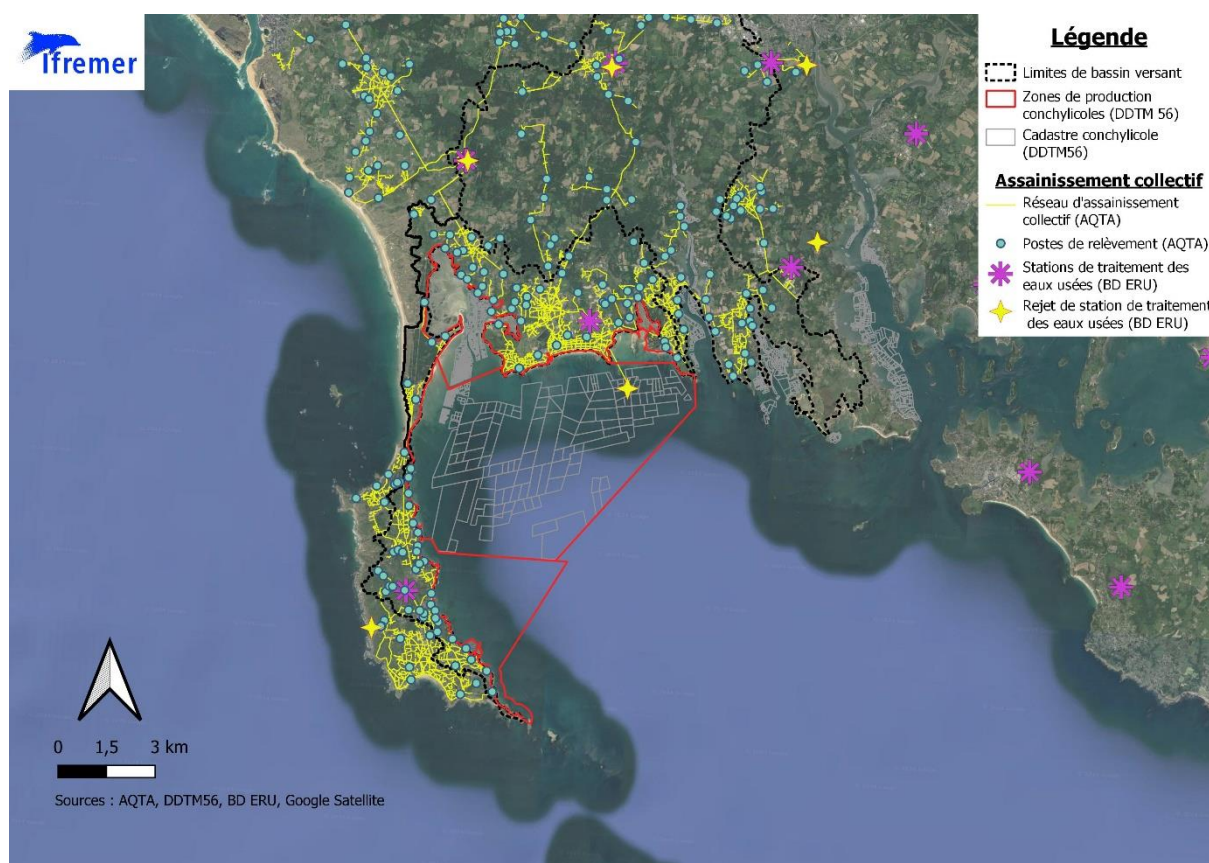 Ifremer
Légende
Limites de bassin versant
Zones de production
conchylicoles (DDTM 56)
Cadastre conchylicole
(DDTM56)
Assainissement collectif
Réseau d'assainissement
collectif (AQTA)
Postes de relèvement (AQTA)
Stations de traitement des
eaux usées (BD ERU)
Rejet de station de traitement
des eaux usées (BD ERU)
0 1,5 3 km
Sources : AQTA, DDTM56, BD ERU, Google Satellite